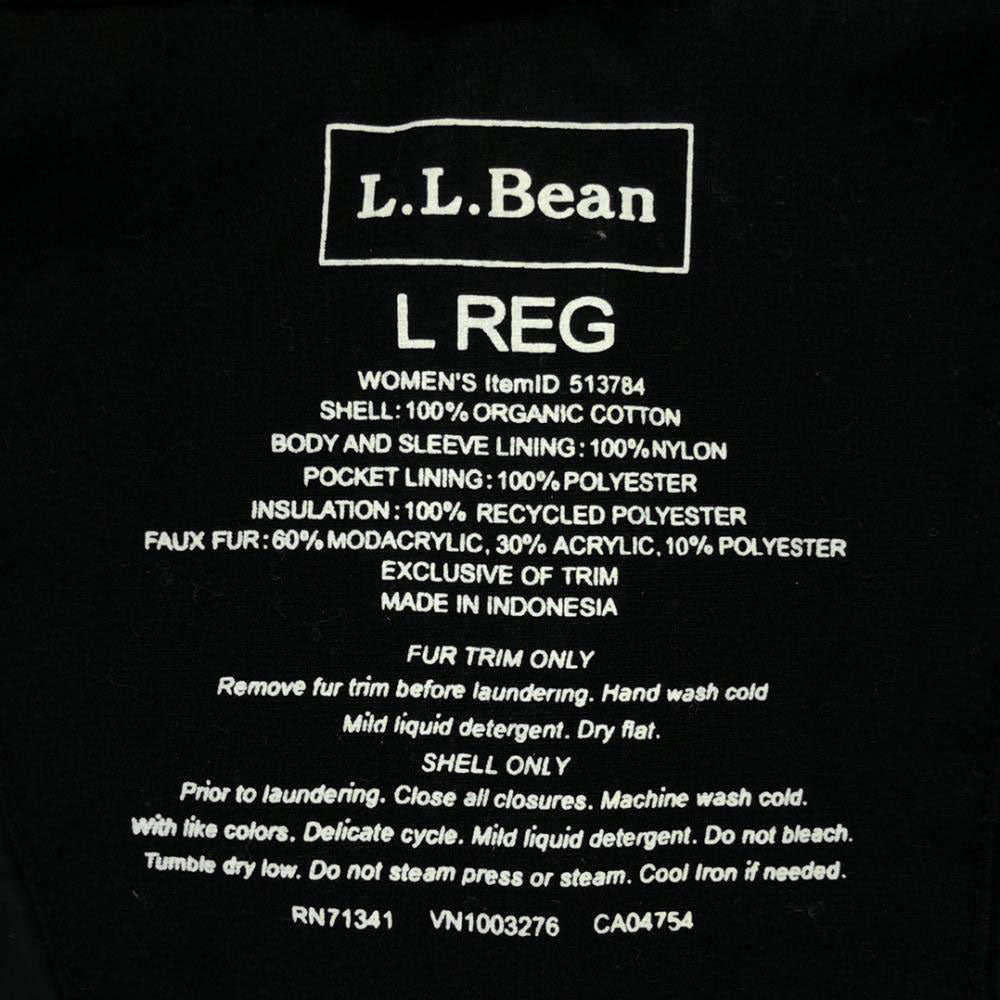 L.L.Bean
L REG
WOMEN'S ItemID 513784
SHELL: 100% ORGANIC COTTON
BODY AND SLEEVE LINING: 100% NYLON
POCKET LINING: 100% POLYESTER
INSULATION: 100% RECYCLED POLYESTER
FAUX FUR: 60% MODACRYLIC, 30% ACRYLIC, 10% POLYESTER
EXCLUSIVE OF TRIM
MADE IN INDONESIA
FUR TRIM ONLY
Remove fur trim before laundering. Hand wash cold
Mild liquid detergent. Dry flat.
SHELL ONLY
Prior to laundering. Close all closures. Machine wash cold.
With like colors. Delicate cycle. Mild liquid detergent. Do not bleach.
Tumble dry low. Do not steam press or steam. Cool Iron if needed.
RN71341 VN1003276 CA04754